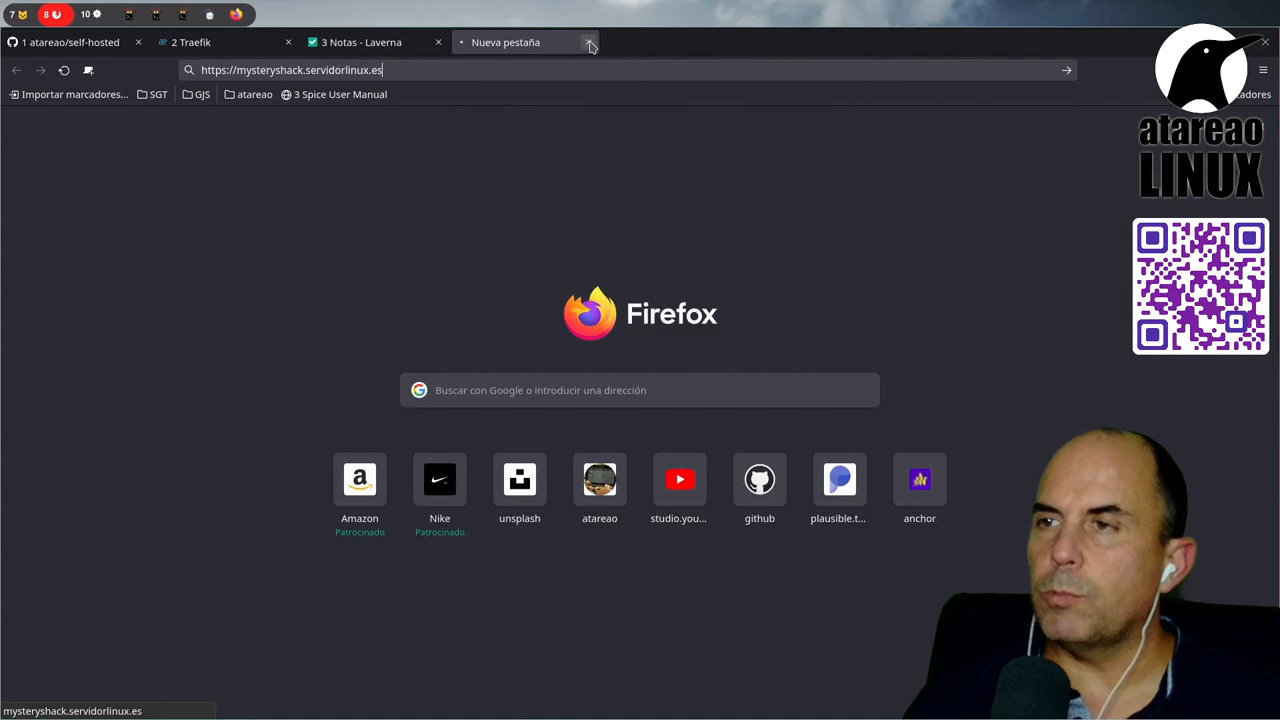 7 8 10
1 atareao/self-hosted
2 Traefik
3 Notas - Laverna
Nueva pestaña
https://mysteryshack.servidorlinux.es
Importar marcadores...
SGT
GJS
atareao
3 Spice User Manual
cadores
atareao
LINUX
Firefox
Buscar con Google o introducir una dirección
Amazon
Patrocinado
Nike
Patrocinado
unsplash
atareao
studio.you...
github
plausible.t...
anchor
mysteryshack.servidorlinux.es